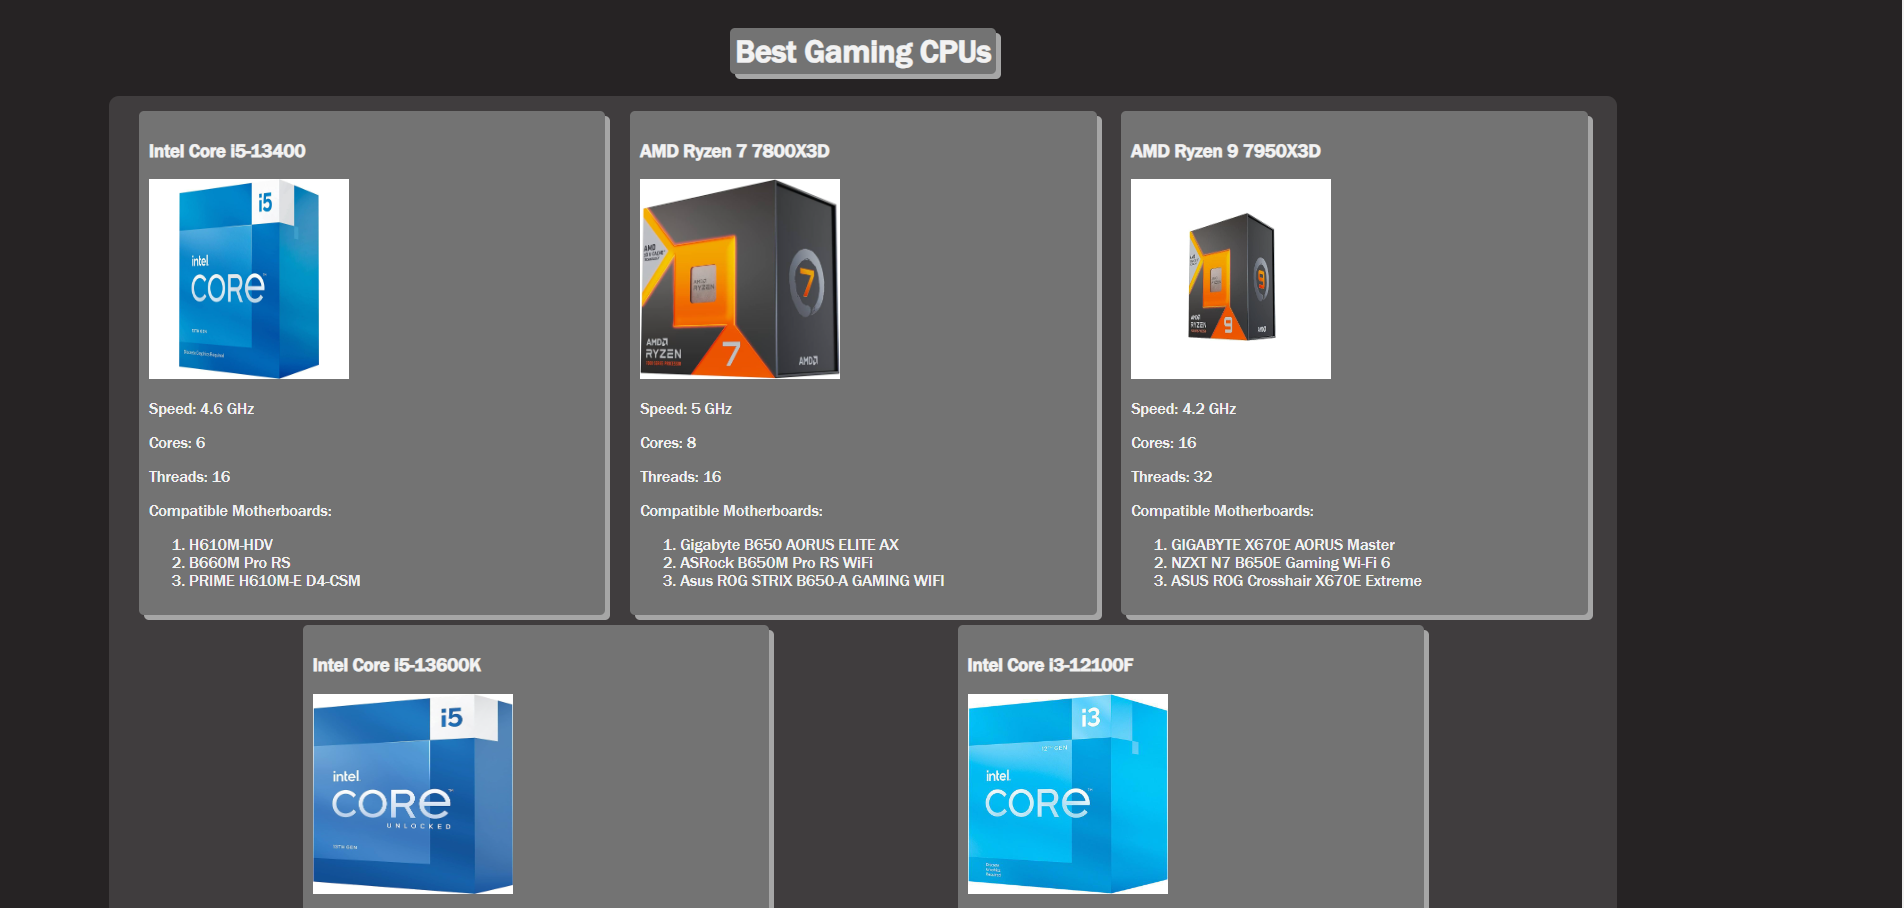 Best Gaming CPUs
Intel Core i5-13400
i5
intel
CORE
Speed: 4.6 GHz
Cores: 6
Threads: 16
Compatible Motherboards:
1. H610M-HDV
2. B660M Pro RS
3. PRIME H610M-E D4-CSM
AMD Ryzen 7 7800X3D
AMD
7
AMD
RYZEN
7
AMD
Speed: 5 GHz
Cores: 8
Threads: 16
Compatible Motherboards:
1. Gigabyte B650 AORUS ELITE AX
2. ASRock B650M Pro RS WiFi
3. Asus ROG STRIX B650-A GAMING WIFI
AMD Ryzen 9 7950X3D
9
RYZEN
9
Speed: 4.2 GHz
Cores: 16
Threads: 32
Compatible Motherboards:
1. GIGABYTE X670E AORUS Master
2. NZXT N7 B650E Gaming Wi-Fi 6
3. ASUS ROG Crosshair X670E Extreme
Intel Core i5-13600K
i5
intel
CORE
UNLOCKED
Intel Core i3-12100F
i3
intel
CORE